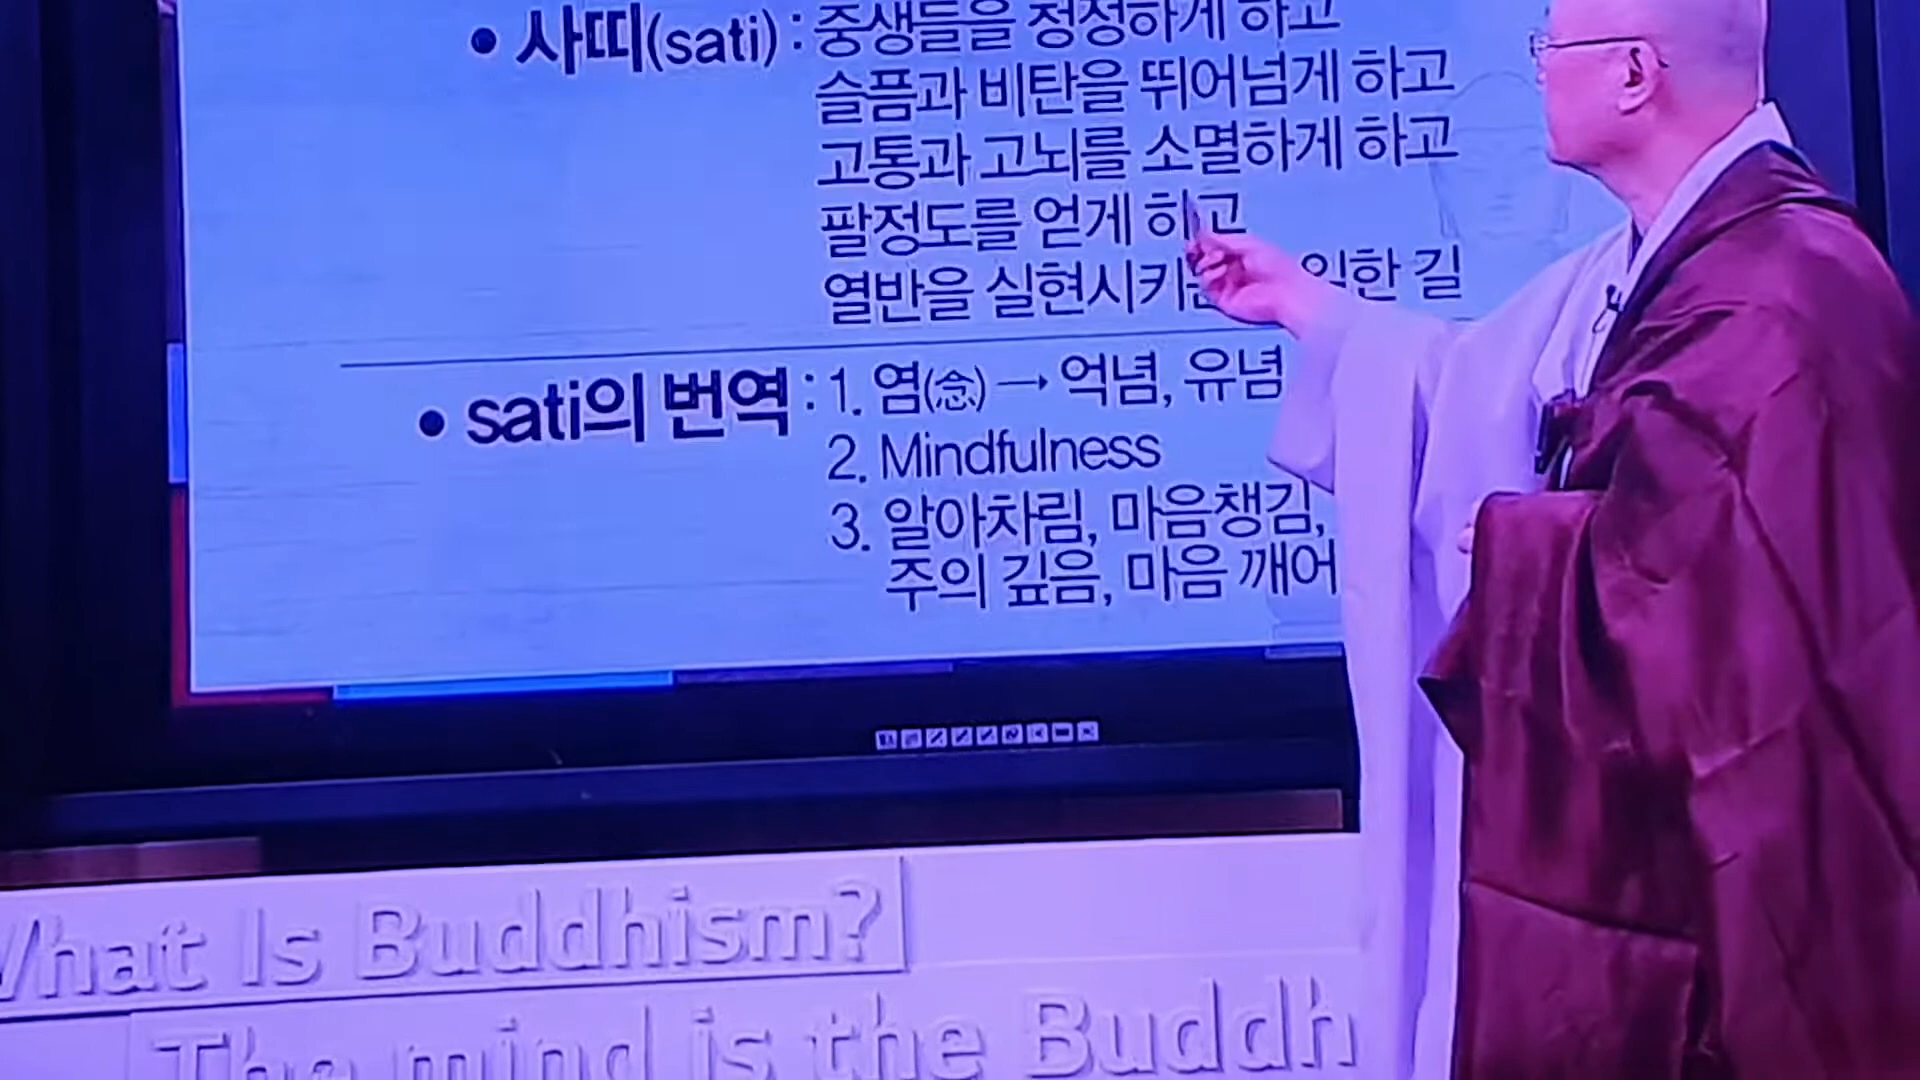 • 사띠(sati) : 중생들을 청정하게 하고
슬픔과 비탄을 뛰어넘게 하고
고통과 고뇌를 소멸하게 하고
팔정도를 얻게 하고
열반을 실현시키는 한 길
• sati의 번역 : 1. 염(念) → 억념, 유념
2. Mindfulness
3. 알아차림, 마음챙김,
주의 깊음, 마음 깨어
What Is Buddhism?
The mind is the Buddh